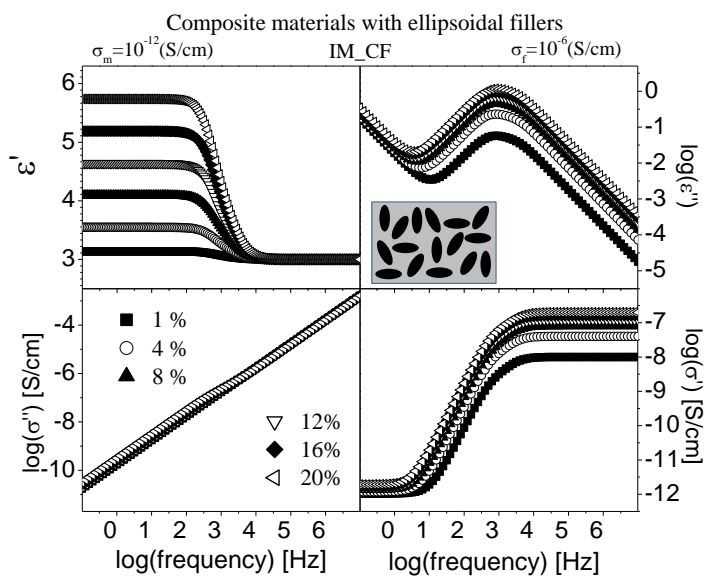 Composite materials with ellipsoidal fillers
σm=10-12(S/cm) IM_CF σf=10-6(S/cm)
6
5
4
3
ε'
0
-1
-2
-3
-4
-5
log(ε'')
-4
-6
-8
-10
log(σ'') [S/cm]
1 %
4 %
8 %
12%
16%
20%
-7
-8
-9
-10
-11
-12
log(σ') [S/cm]
0 1 2 3 4 5 6
0 1 2 3 4 5 6
log(frequency) [Hz] log(frequency) [Hz]